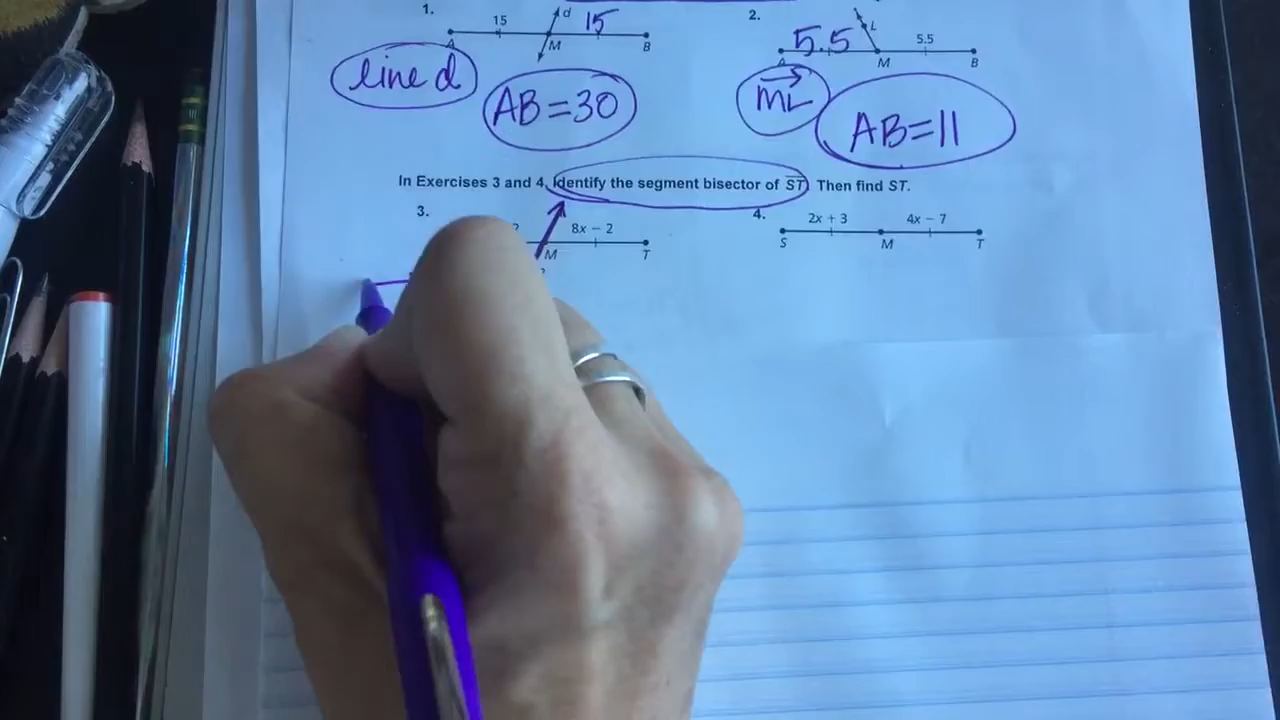 1. 15 d 15 2. L
A M B 5.5 5.5
A M B
line d AB=30 ML AB=11
In Exercises 3 and 4, identify the segment bisector of ST. Then find ST.
3. 8x − 2 4. 2x + 3 4x − 7
M T S M T